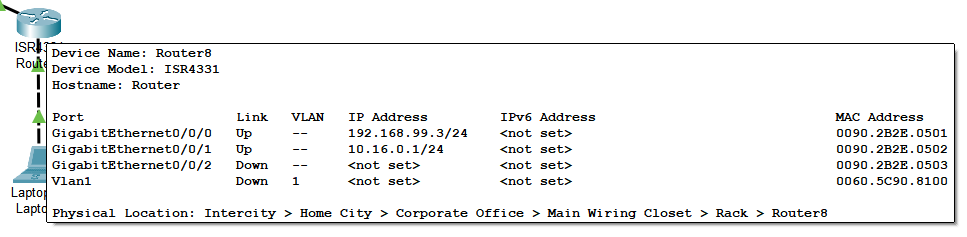 ISR4
Route
Device Name: Router8
Device Model: ISR4331
Hostname: Router
Port Link VLAN IP Address IPv6 Address MAC Address
GigabitEthernet0/0/0 Up -- 192.168.99.3/24 <not set> 0090.2B2E.0501
GigabitEthernet0/0/1 Up -- 10.16.0.1/24 <not set> 0090.2B2E.0502
GigabitEthernet0/0/2 Down -- <not set> <not set> 0090.2B2E.0503
Vlan1 Down 1 <not set> <not set> 0060.5C90.8100
Laptop
Lapto
Physical Location: Intercity > Home City > Corporate Office > Main Wiring Closet > Rack > Router8